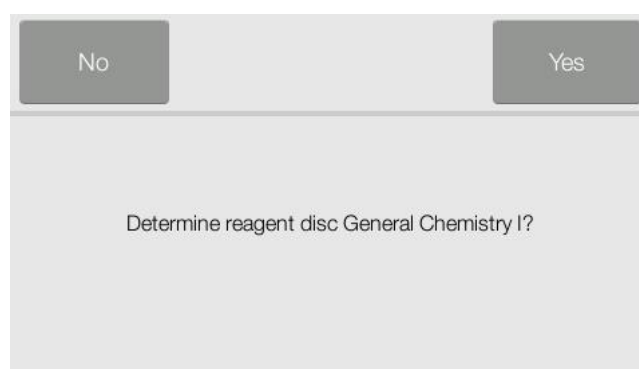 No
Yes
Determine reagent disc General Chemistry I?